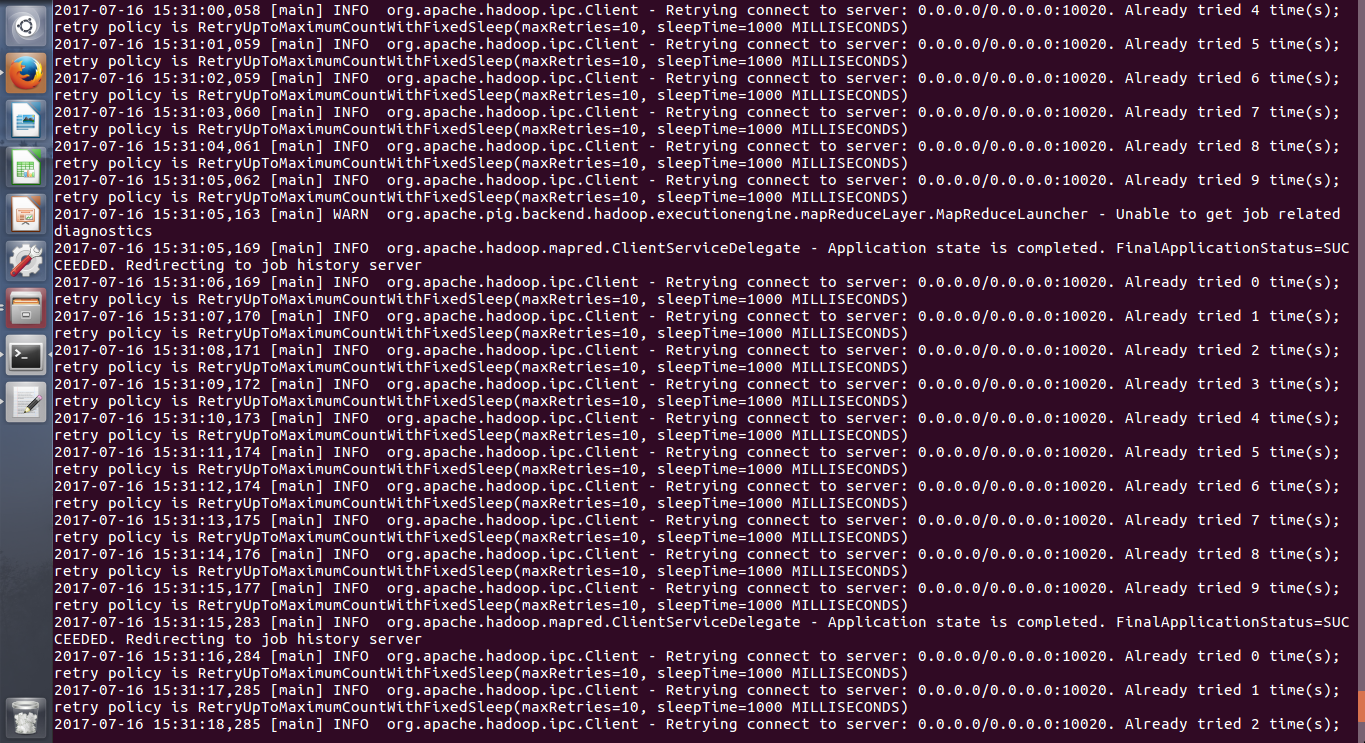 2017-07-16 15:31:00,058 [main] INFO  org.apache.hadoop.ipc.Client - Retrying connect to server: 0.0.0.0/0.0.0.0:10020. Already tried 4 time(s);
retry policy is RetryUpToMaximumCountWithFixedSleep(maxRetries=10, sleepTime=1000 MILLISECONDS)
2017-07-16 15:31:01,059 [main] INFO  org.apache.hadoop.ipc.Client - Retrying connect to server: 0.0.0.0/0.0.0.0:10020. Already tried 5 time(s);
retry policy is RetryUpToMaximumCountWithFixedSleep(maxRetries=10, sleepTime=1000 MILLISECONDS)
2017-07-16 15:31:02,059 [main] INFO  org.apache.hadoop.ipc.Client - Retrying connect to server: 0.0.0.0/0.0.0.0:10020. Already tried 6 time(s);
retry policy is RetryUpToMaximumCountWithFixedSleep(maxRetries=10, sleepTime=1000 MILLISECONDS)
2017-07-16 15:31:03,060 [main] INFO  org.apache.hadoop.ipc.Client - Retrying connect to server: 0.0.0.0/0.0.0.0:10020. Already tried 7 time(s);
retry policy is RetryUpToMaximumCountWithFixedSleep(maxRetries=10, sleepTime=1000 MILLISECONDS)
2017-07-16 15:31:04,061 [main] INFO  org.apache.hadoop.ipc.Client - Retrying connect to server: 0.0.0.0/0.0.0.0:10020. Already tried 8 time(s);
retry policy is RetryUpToMaximumCountWithFixedSleep(maxRetries=10, sleepTime=1000 MILLISECONDS)
2017-07-16 15:31:05,062 [main] INFO  org.apache.hadoop.ipc.Client - Retrying connect to server: 0.0.0.0/0.0.0.0:10020. Already tried 9 time(s);
retry policy is RetryUpToMaximumCountWithFixedSleep(maxRetries=10, sleepTime=1000 MILLISECONDS)
2017-07-16 15:31:05,163 [main] WARN  org.apache.pig.backend.hadoop.executionengine.mapReduceLayer.MapReduceLauncher - Unable to get job related
diagnostics
2017-07-16 15:31:05,169 [main] INFO  org.apache.hadoop.mapred.ClientServiceDelegate - Application state is completed. FinalApplicationStatus=SUC
CEEDED. Redirecting to job history server
2017-07-16 15:31:06,169 [main] INFO  org.apache.hadoop.ipc.Client - Retrying connect to server: 0.0.0.0/0.0.0.0:10020. Already tried 0 time(s);
retry policy is RetryUpToMaximumCountWithFixedSleep(maxRetries=10, sleepTime=1000 MILLISECONDS)
2017-07-16 15:31:07,170 [main] INFO  org.apache.hadoop.ipc.Client - Retrying connect to server: 0.0.0.0/0.0.0.0:10020. Already tried 1 time(s);
retry policy is RetryUpToMaximumCountWithFixedSleep(maxRetries=10, sleepTime=1000 MILLISECONDS)
2017-07-16 15:31:08,171 [main] INFO  org.apache.hadoop.ipc.Client - Retrying connect to server: 0.0.0.0/0.0.0.0:10020. Already tried 2 time(s);
retry policy is RetryUpToMaximumCountWithFixedSleep(maxRetries=10, sleepTime=1000 MILLISECONDS)
2017-07-16 15:31:09,172 [main] INFO  org.apache.hadoop.ipc.Client - Retrying connect to server: 0.0.0.0/0.0.0.0:10020. Already tried 3 time(s);
retry policy is RetryUpToMaximumCountWithFixedSleep(maxRetries=10, sleepTime=1000 MILLISECONDS)
2017-07-16 15:31:10,173 [main] INFO  org.apache.hadoop.ipc.Client - Retrying connect to server: 0.0.0.0/0.0.0.0:10020. Already tried 4 time(s);
retry policy is RetryUpToMaximumCountWithFixedSleep(maxRetries=10, sleepTime=1000 MILLISECONDS)
2017-07-16 15:31:11,174 [main] INFO  org.apache.hadoop.ipc.Client - Retrying connect to server: 0.0.0.0/0.0.0.0:10020. Already tried 5 time(s);
retry policy is RetryUpToMaximumCountWithFixedSleep(maxRetries=10, sleepTime=1000 MILLISECONDS)
2017-07-16 15:31:12,174 [main] INFO  org.apache.hadoop.ipc.Client - Retrying connect to server: 0.0.0.0/0.0.0.0:10020. Already tried 6 time(s);
retry policy is RetryUpToMaximumCountWithFixedSleep(maxRetries=10, sleepTime=1000 MILLISECONDS)
2017-07-16 15:31:13,175 [main] INFO  org.apache.hadoop.ipc.Client - Retrying connect to server: 0.0.0.0/0.0.0.0:10020. Already tried 7 time(s);
retry policy is RetryUpToMaximumCountWithFixedSleep(maxRetries=10, sleepTime=1000 MILLISECONDS)
2017-07-16 15:31:14,176 [main] INFO  org.apache.hadoop.ipc.Client - Retrying connect to server: 0.0.0.0/0.0.0.0:10020. Already tried 8 time(s);
retry policy is RetryUpToMaximumCountWithFixedSleep(maxRetries=10, sleepTime=1000 MILLISECONDS)
2017-07-16 15:31:15,177 [main] INFO  org.apache.hadoop.ipc.Client - Retrying connect to server: 0.0.0.0/0.0.0.0:10020. Already tried 9 time(s);
retry policy is RetryUpToMaximumCountWithFixedSleep(maxRetries=10, sleepTime=1000 MILLISECONDS)
2017-07-16 15:31:15,283 [main] INFO  org.apache.hadoop.mapred.ClientServiceDelegate - Application state is completed. FinalApplicationStatus=SUC
CEEDED. Redirecting to job history server
2017-07-16 15:31:16,284 [main] INFO  org.apache.hadoop.ipc.Client - Retrying connect to server: 0.0.0.0/0.0.0.0:10020. Already tried 0 time(s);
retry policy is RetryUpToMaximumCountWithFixedSleep(maxRetries=10, sleepTime=1000 MILLISECONDS)
2017-07-16 15:31:17,285 [main] INFO  org.apache.hadoop.ipc.Client - Retrying connect to server: 0.0.0.0/0.0.0.0:10020. Already tried 1 time(s);
retry policy is RetryUpToMaximumCountWithFixedSleep(maxRetries=10, sleepTime=1000 MILLISECONDS)
2017-07-16 15:31:18,285 [main] INFO  org.apache.hadoop.ipc.Client - Retrying connect to server: 0.0.0.0/0.0.0.0:10020. Already tried 2 time(s);